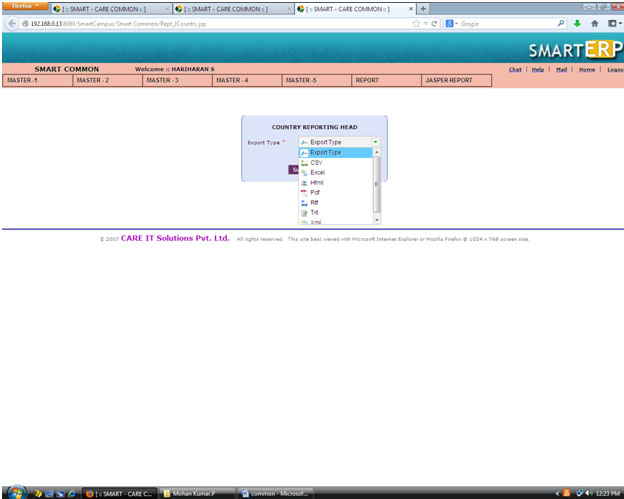 Firefox
[ :: SMART - CARE COMMON :: ] × [ :: SMART - CARE COMMON :: ] × [ :: SMART - CARE COMMON :: ] × +
192.168.0.13:8080/SmartCampus/Smart Common/Rept_JCountry.jsp
Google
SMARTERP
SMART COMMON Welcome :: HARIHARAN S Chat | Help | Mail | Home | Logou
MASTER -1 MASTER - 2 MASTER - 3 MASTER - 4 MASTER -5 REPORT JASPER REPORT
COUNTRY REPORTING HEAD
Export Type * Export Type
Export Type
CSV
Excel
Html
Pdf
Rtf
Txt
Xml
© 2007 CARE IT Solutions Pvt. Ltd. All rights reserved. This site best viewed with Microsoft Internet Explorer or Mozilla Firefox @ 1024 x 768 screen size.
[ :: SMART - CARE C... Mohan Kumar.P common - Microsof... 12:23 PM